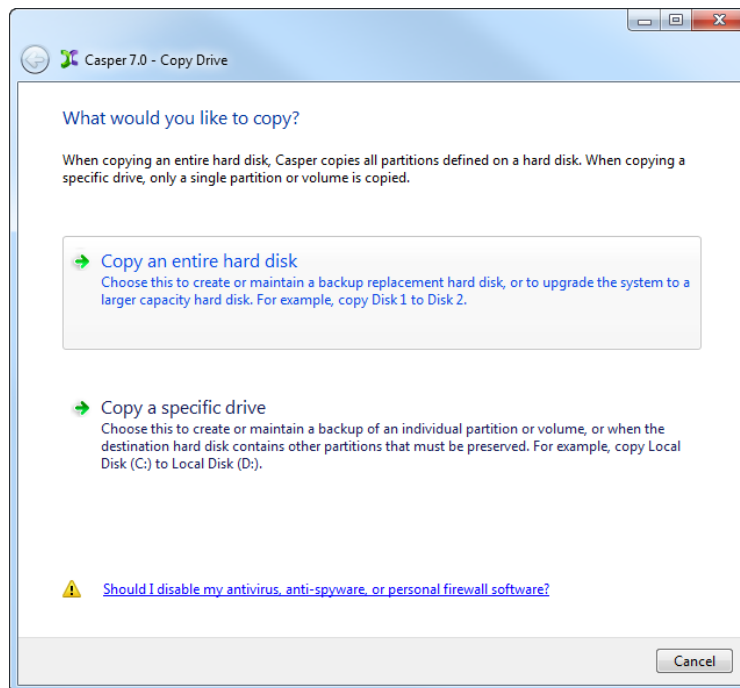 Casper 7.0 - Copy Drive
What would you like to copy?
When copying an entire hard disk, Casper copies all partitions defined on a hard disk. When copying a
specific drive, only a single partition or volume is copied.
Copy an entire hard disk
Choose this to create or maintain a backup replacement hard disk, or to upgrade the system to a
larger capacity hard disk. For example, copy Disk 1 to Disk 2.
Copy a specific drive
Choose this to create or maintain a backup of an individual partition or volume, or when the
destination hard disk contains other partitions that must be preserved. For example, copy Local
Disk (C:) to Local Disk (D:).
Should I disable my antivirus, anti-spyware, or personal firewall software?
Cancel